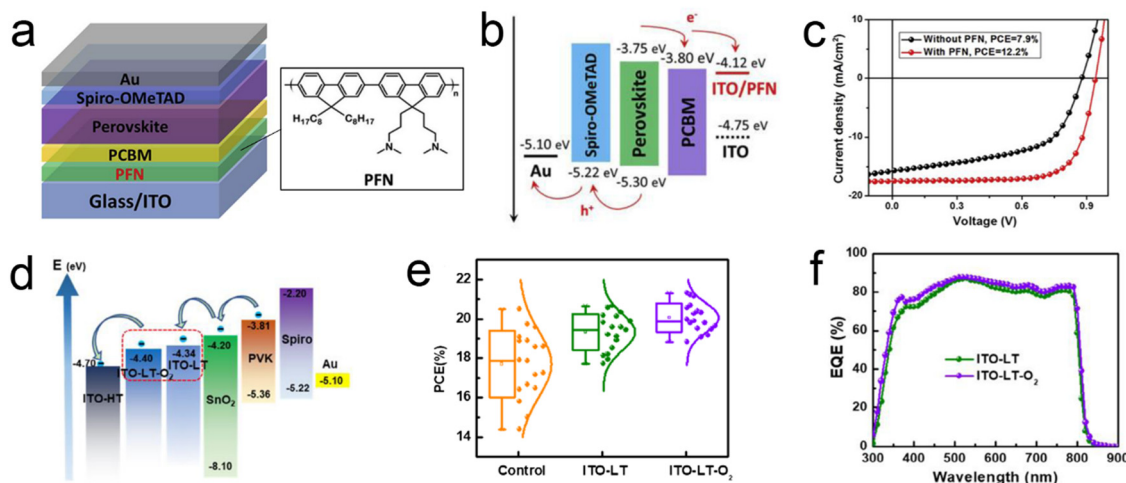 a
Au
Spiro-OMeTAD
Perovskite
PCBM
PFN
Glass/ITO
n
H17C8
C8H17
N
N
PFN
b
e-
-3.75 eV
-3.80 eV
-4.12 eV
ITO/PFN
Spiro-OMeTAD
Perovskite
PCBM
-4.75 eV
ITO
-5.10 eV
Au
-5.22 eV
-5.30 eV
h+
c
Current density (mA/cm²)
10
0
-10
-20
Without PFN, PCE=7.9%
With PFN, PCE=12.2%
0.0 0.3 0.6 0.9
Voltage (V)
d
E (eV)
-2.20
-3.81
Spiro
-4.20
-4.34
-4.40
-4.70
ITO-LT
ITO-LT-O2
ITO-HT
PVK
SnO2
-5.36
-5.22
Au
-5.10
-8.10
e
PCE(%)
22
20
18
16
14
Control ITO-LT ITO-LT-O2
f
EQE (%)
100
80
60
40
20
0
ITO-LT
ITO-LT-O2
300 400 500 600 700 800 900
Wavelength (nm)